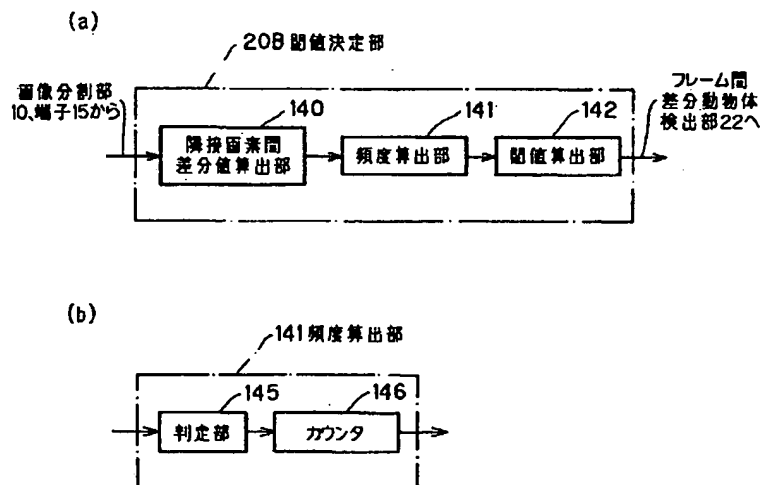 (a)
20B 閾値決定部
画像分割部
10、端子15から
140
141
142
フレーム間
差分動物体
検出部22へ
隣接画素間
差分値算出部
頻度算出部
閾値算出部
(b)
141 頻度算出部
145
146
判定部
カウンタ